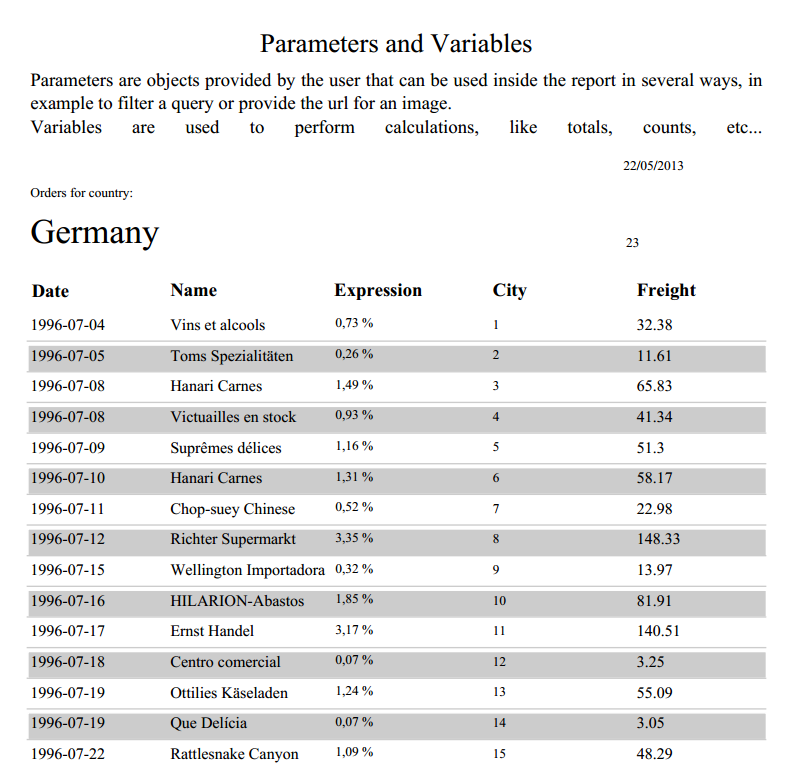 Parameters and Variables
Parameters are objects provided by the user that can be used inside the report in several ways, in
example to filter a query or provide the url for an image.
Variables are used to perform calculations, like totals, counts, etc...
22/05/2013
Orders for country:
Germany
23
Date Name Expression City Freight
1996-07-04 Vins et alcools 0,73 % 1 32.38
1996-07-05 Toms Spezialitäten 0,26 % 2 11.61
1996-07-08 Hanari Carnes 1,49 % 3 65.83
1996-07-08 Victuailles en stock 0,93 % 4 41.34
1996-07-09 Suprêmes délices 1,16 % 5 51.3
1996-07-10 Hanari Carnes 1,31 % 6 58.17
1996-07-11 Chop-suey Chinese 0,52 % 7 22.98
1996-07-12 Richter Supermarkt 3,35 % 8 148.33
1996-07-15 Wellington Importadora 0,32 % 9 13.97
1996-07-16 HILARION-Abastos 1,85 % 10 81.91
1996-07-17 Ernst Handel 3,17 % 11 140.51
1996-07-18 Centro comercial 0,07 % 12 3.25
1996-07-19 Ottilies Käseladen 1,24 % 13 55.09
1996-07-19 Que Delícia 0,07 % 14 3.05
1996-07-22 Rattlesnake Canyon 1,09 % 15 48.29